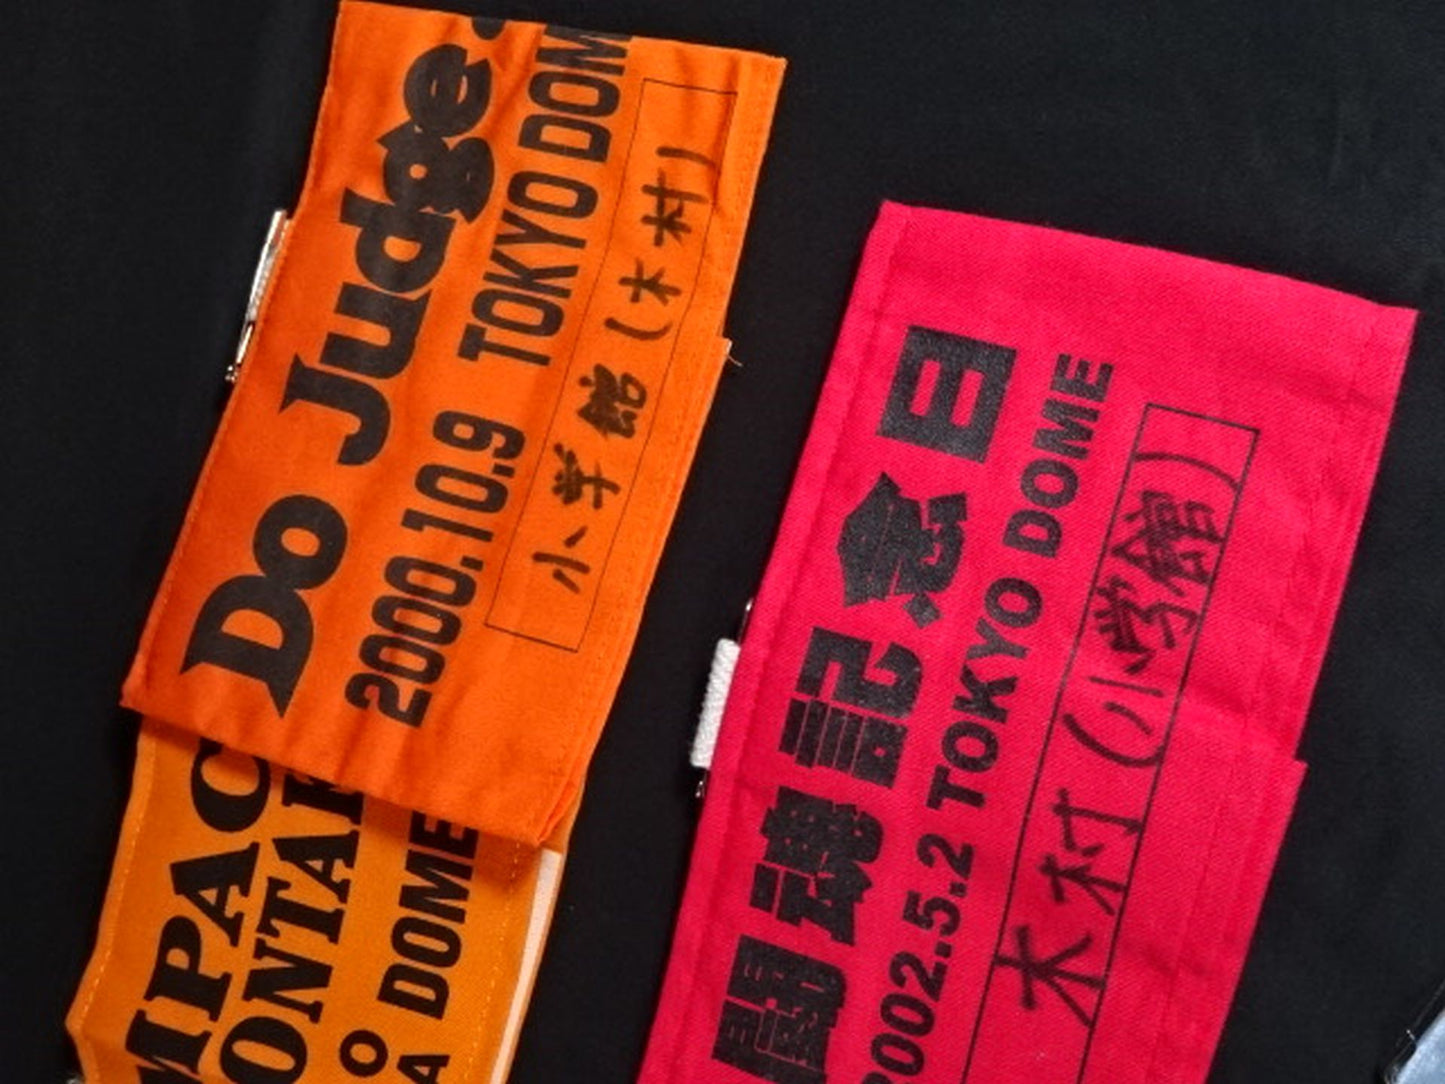 Do Judge
2000.10.9 TOKYO DOM
小学館(木村)
MPAC
ONTA
O DOME
A
闘魂記念日
2002.5.2 TOKYO DOME
木村(小学館)